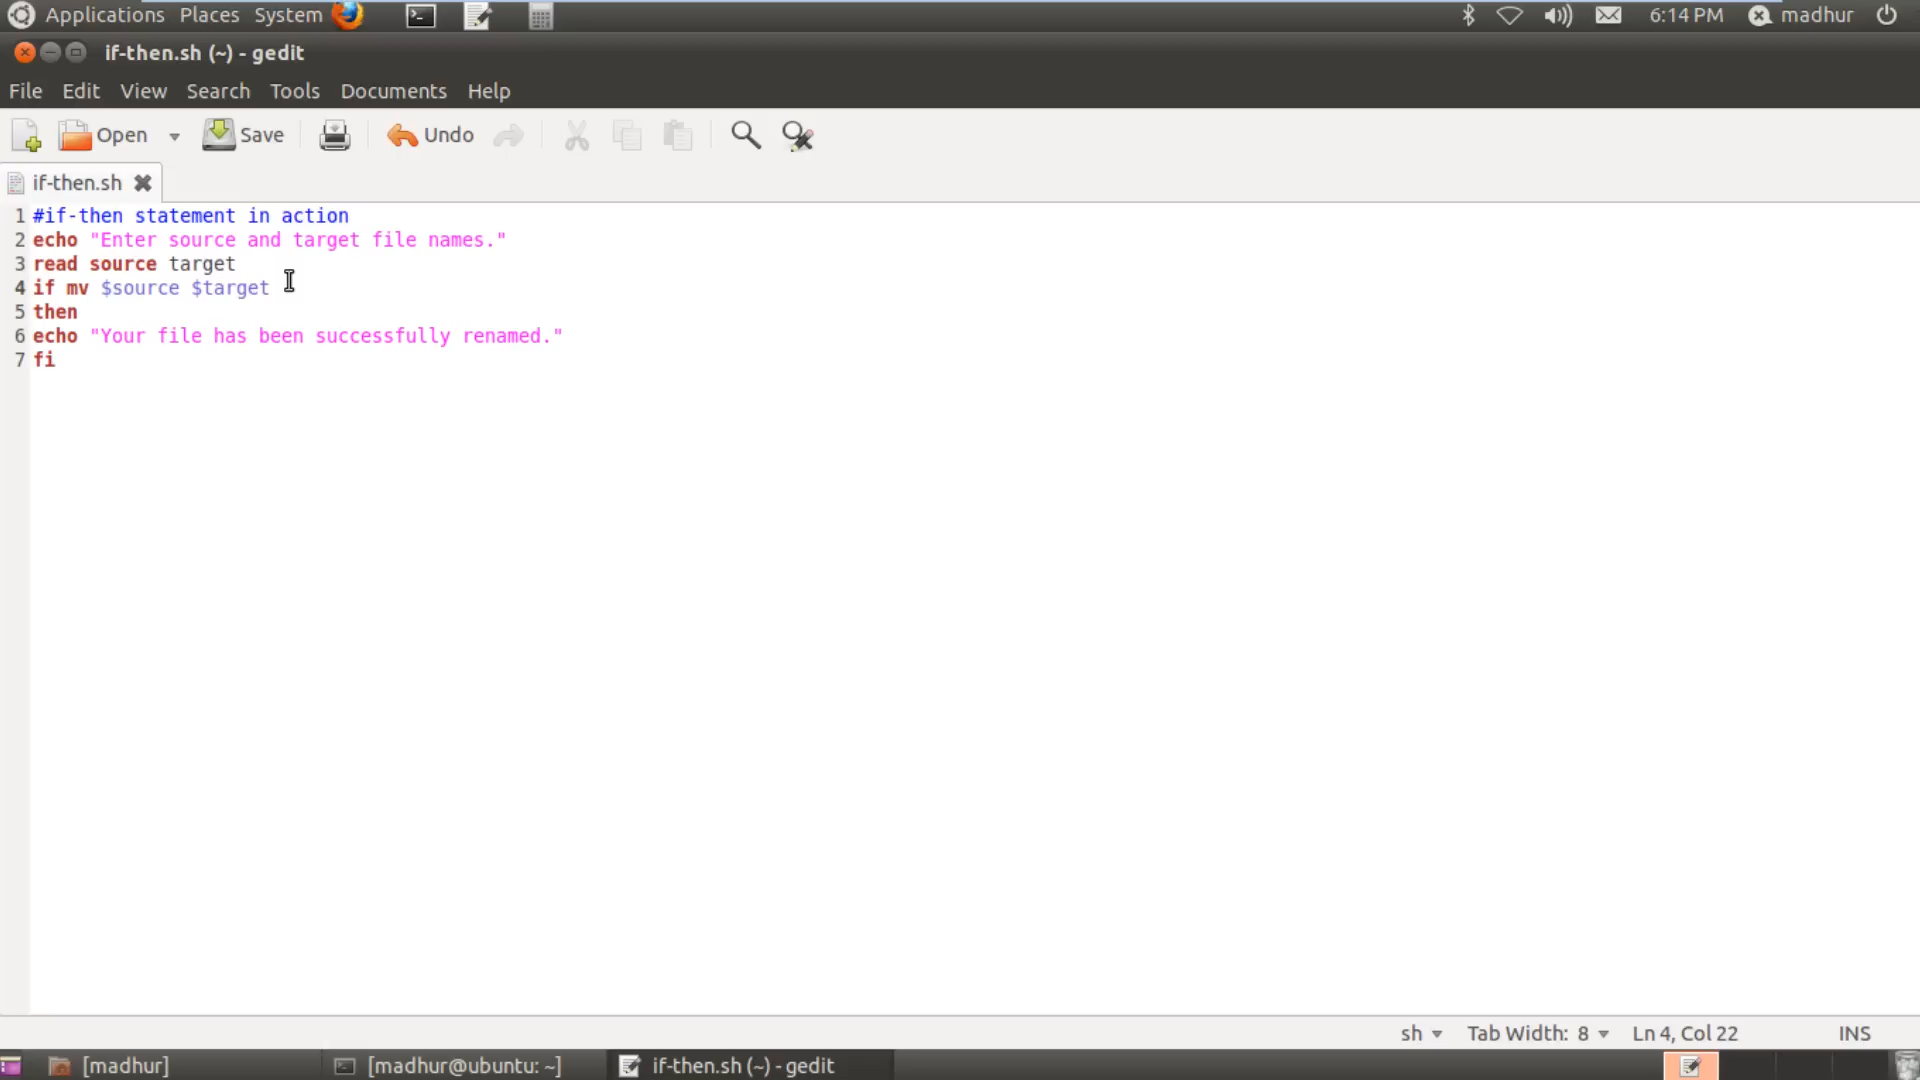 Applications Places System 6:14 PM madhur
if-then.sh (~) - gedit
File Edit View Search Tools Documents Help
Open Save Undo
if-then.sh
1 #if-then statement in action
2 echo "Enter source and target file names."
3 read source target
4 if mv $source $target
5 then
6 echo "Your file has been successfully renamed."
7 fi
sh Tab Width: 8 Ln 4, Col 22 INS
[madhur] [madhur@ubuntu: ~] if-then.sh (~) - gedit